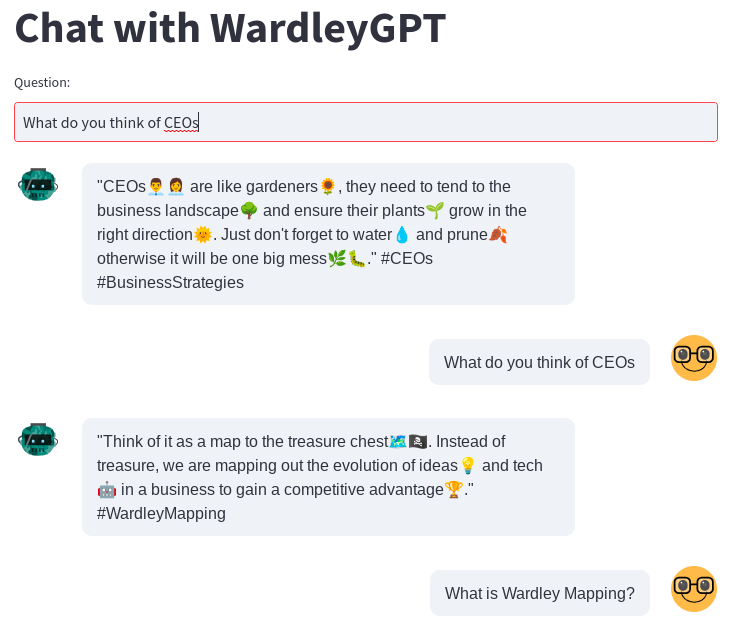 Chat with WardleyGPT
Question:
What do you think of CEOs
"CEOs👨‍💼👩‍💼 are like gardeners🌻, they need to tend to the
business landscape🌳 and ensure their plants🌱 grow in the
right direction🌞. Just don't forget to water💧 and prune🍂
otherwise it will be one big mess🌿🐛." #CEOs
#BusinessStrategies
What do you think of CEOs
"Think of it as a map to the treasure chest🗺️🏴‍☠️. Instead of
treasure, we are mapping out the evolution of ideas💡 and tech
🤖 in a business to gain a competitive advantage🏆."
#WardleyMapping
What is Wardley Mapping?